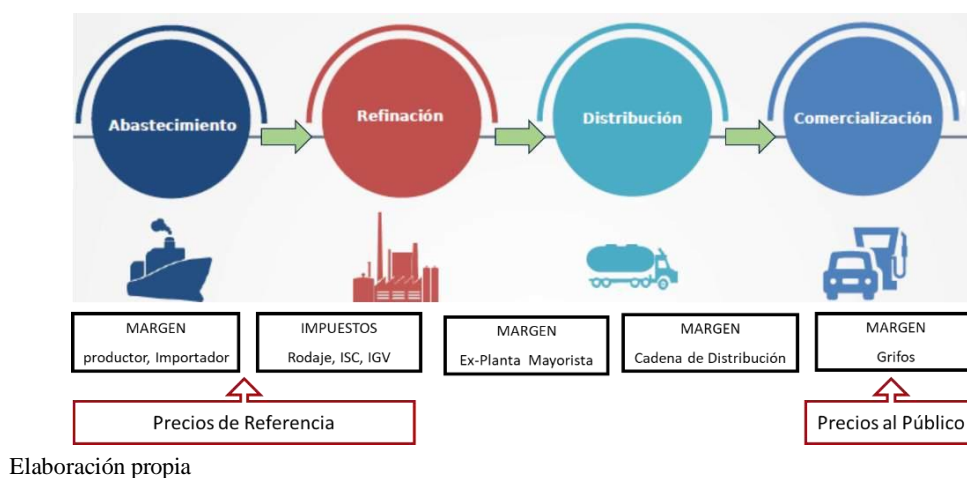 Abastecimiento
Refinación
Distribución
Comercialización
MARGEN
productor, Importador
IMPUESTOS
Rodaje, ISC, IGV
MARGEN
Ex-Planta Mayorista
MARGEN
Cadena de Distribución
MARGEN
Grifos
Precios de Referencia
Precios al Público
Elaboración propia